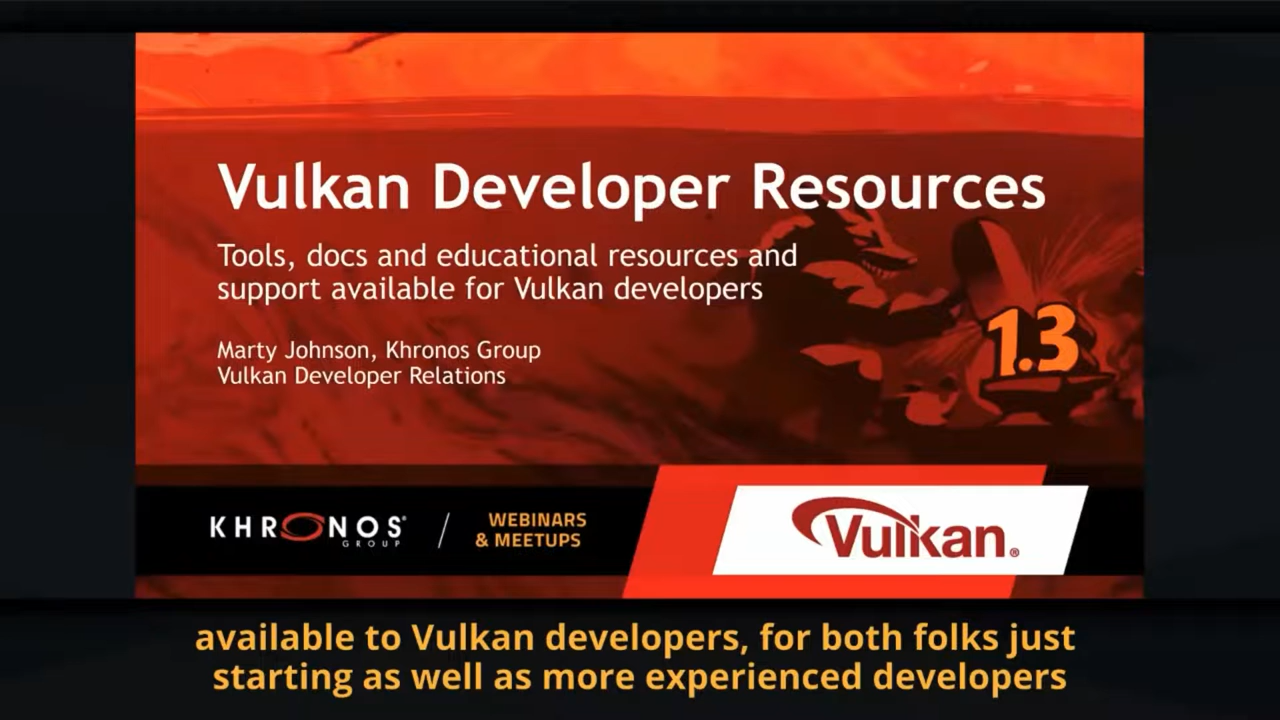 Vulkan Developer Resources
Tools, docs and educational resources and
support available for Vulkan developers
Marty Johnson, Khronos Group
Vulkan Developer Relations
1.3
KHRONOS®
GROUP
/
WEBINARS
& MEETUPS
Vulkan®
available to Vulkan developers, for both folks just
starting as well as more experienced developers